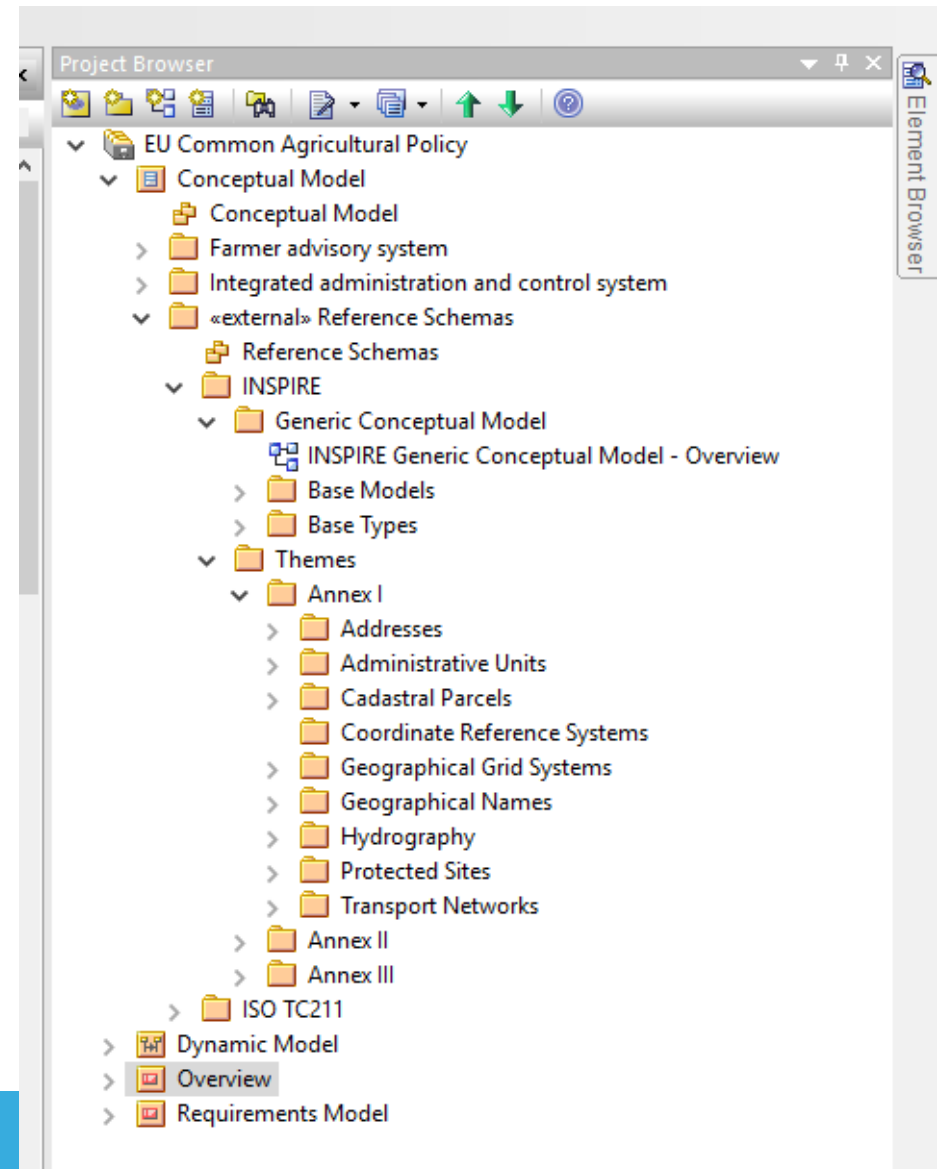 Project Browser
EU Common Agricultural Policy
Conceptual Model
Conceptual Model
Farmer advisory system
Integrated administration and control system
«external» Reference Schemas
Reference Schemas
INSPIRE
Generic Conceptual Model
INSPIRE Generic Conceptual Model - Overview
Base Models
Base Types
Themes
Annex I
Addresses
Administrative Units
Cadastral Parcels
Coordinate Reference Systems
Geographical Grid Systems
Geographical Names
Hydrography
Protected Sites
Transport Networks
Annex II
Annex III
ISO TC211
Dynamic Model
Overview
Requirements Model
Element Browser